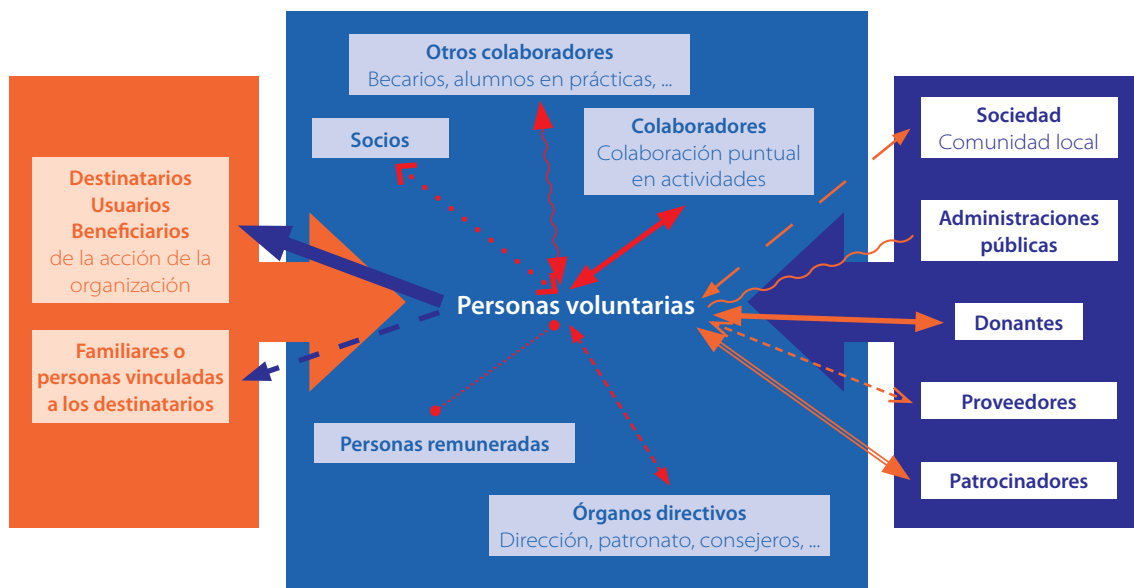 Destinatarios
Usuarios
Beneficiarios
de la acción de la
organización
Familiares o
personas vinculadas
a los destinatarios
Otros colaboradores
Becarios, alumnos en prácticas, ...
Socios
Colaboradores
Colaboración puntual
en actividades
Personas voluntarias
Personas remuneradas
Órganos directivos
Dirección, patronato, consejeros, ...
Sociedad
Comunidad local
Administraciones
públicas
Donantes
Proveedores
Patrocinadores